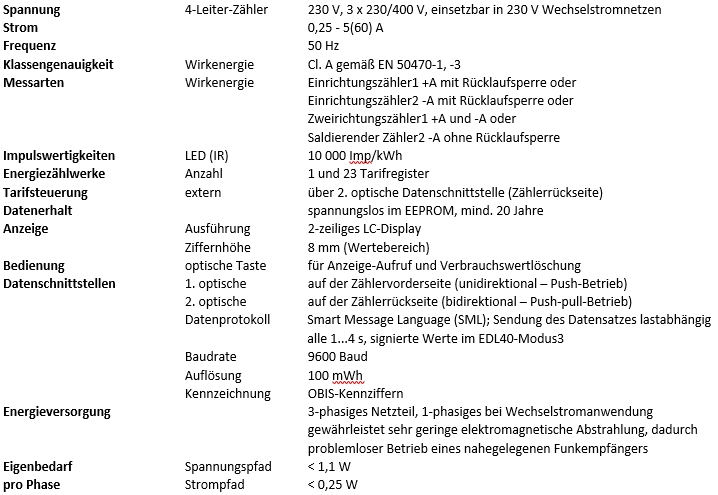 Spannung 4-Leiter-Zähler 230 V, 3 x 230/400 V, einsetzbar in 230 V Wechselstromnetzen
Strom 0,25 - 5(60) A
Frequenz 50 Hz
Klassengenauigkeit Wirkenergie Cl. A gemäß EN 50470-1, -3
Messarten Wirkenergie Einrichtungszähler1 +A mit Rücklaufsperre oder
Einrichtungszähler2 -A mit Rücklaufsperre oder
Zweirichtungszähler1 +A und -A oder
Saldierender Zähler2 -A ohne Rücklaufsperre
Impulswertigkeiten LED (IR) 10 000 Imp/kWh
Energiezählwerke Anzahl 1 und 23 Tarifregister
Tarifsteuerung extern über 2. optische Datenschnittstelle (Zählerrückseite)
Datenerhalt spannungslos im EEPROM, mind. 20 Jahre
Anzeige Ausführung 2-zeiliges LC-Display
Ziffernhöhe 8 mm (Wertebereich)
Bedienung optische Taste für Anzeige-Aufruf und Verbrauchswertlöschung
Datenschnittstellen 1. optische auf der Zählervorderseite (unidirektional – Push-Betrieb)
2. optische auf der Zählerrückseite (bidirektional – Push-pull-Betrieb)
Datenprotokoll Smart Message Language (SML); Sendung des Datensatzes lastabhängig
alle 1...4 s, signierte Werte im EDL40-Modus3
Baudrate 9600 Baud
Auflösung 100 mWh
Kennzeichnung OBIS-Kennziffern
Energieversorgung 3-phasiges Netzteil, 1-phasiges bei Wechselstromanwendung
gewährleistet sehr geringe elektromagnetische Abstrahlung, dadurch
problemloser Betrieb eines nahegelegenen Funkempfängers
Eigenbedarf Spannungspfad < 1,1 W
pro Phase Strompfad < 0,25 W